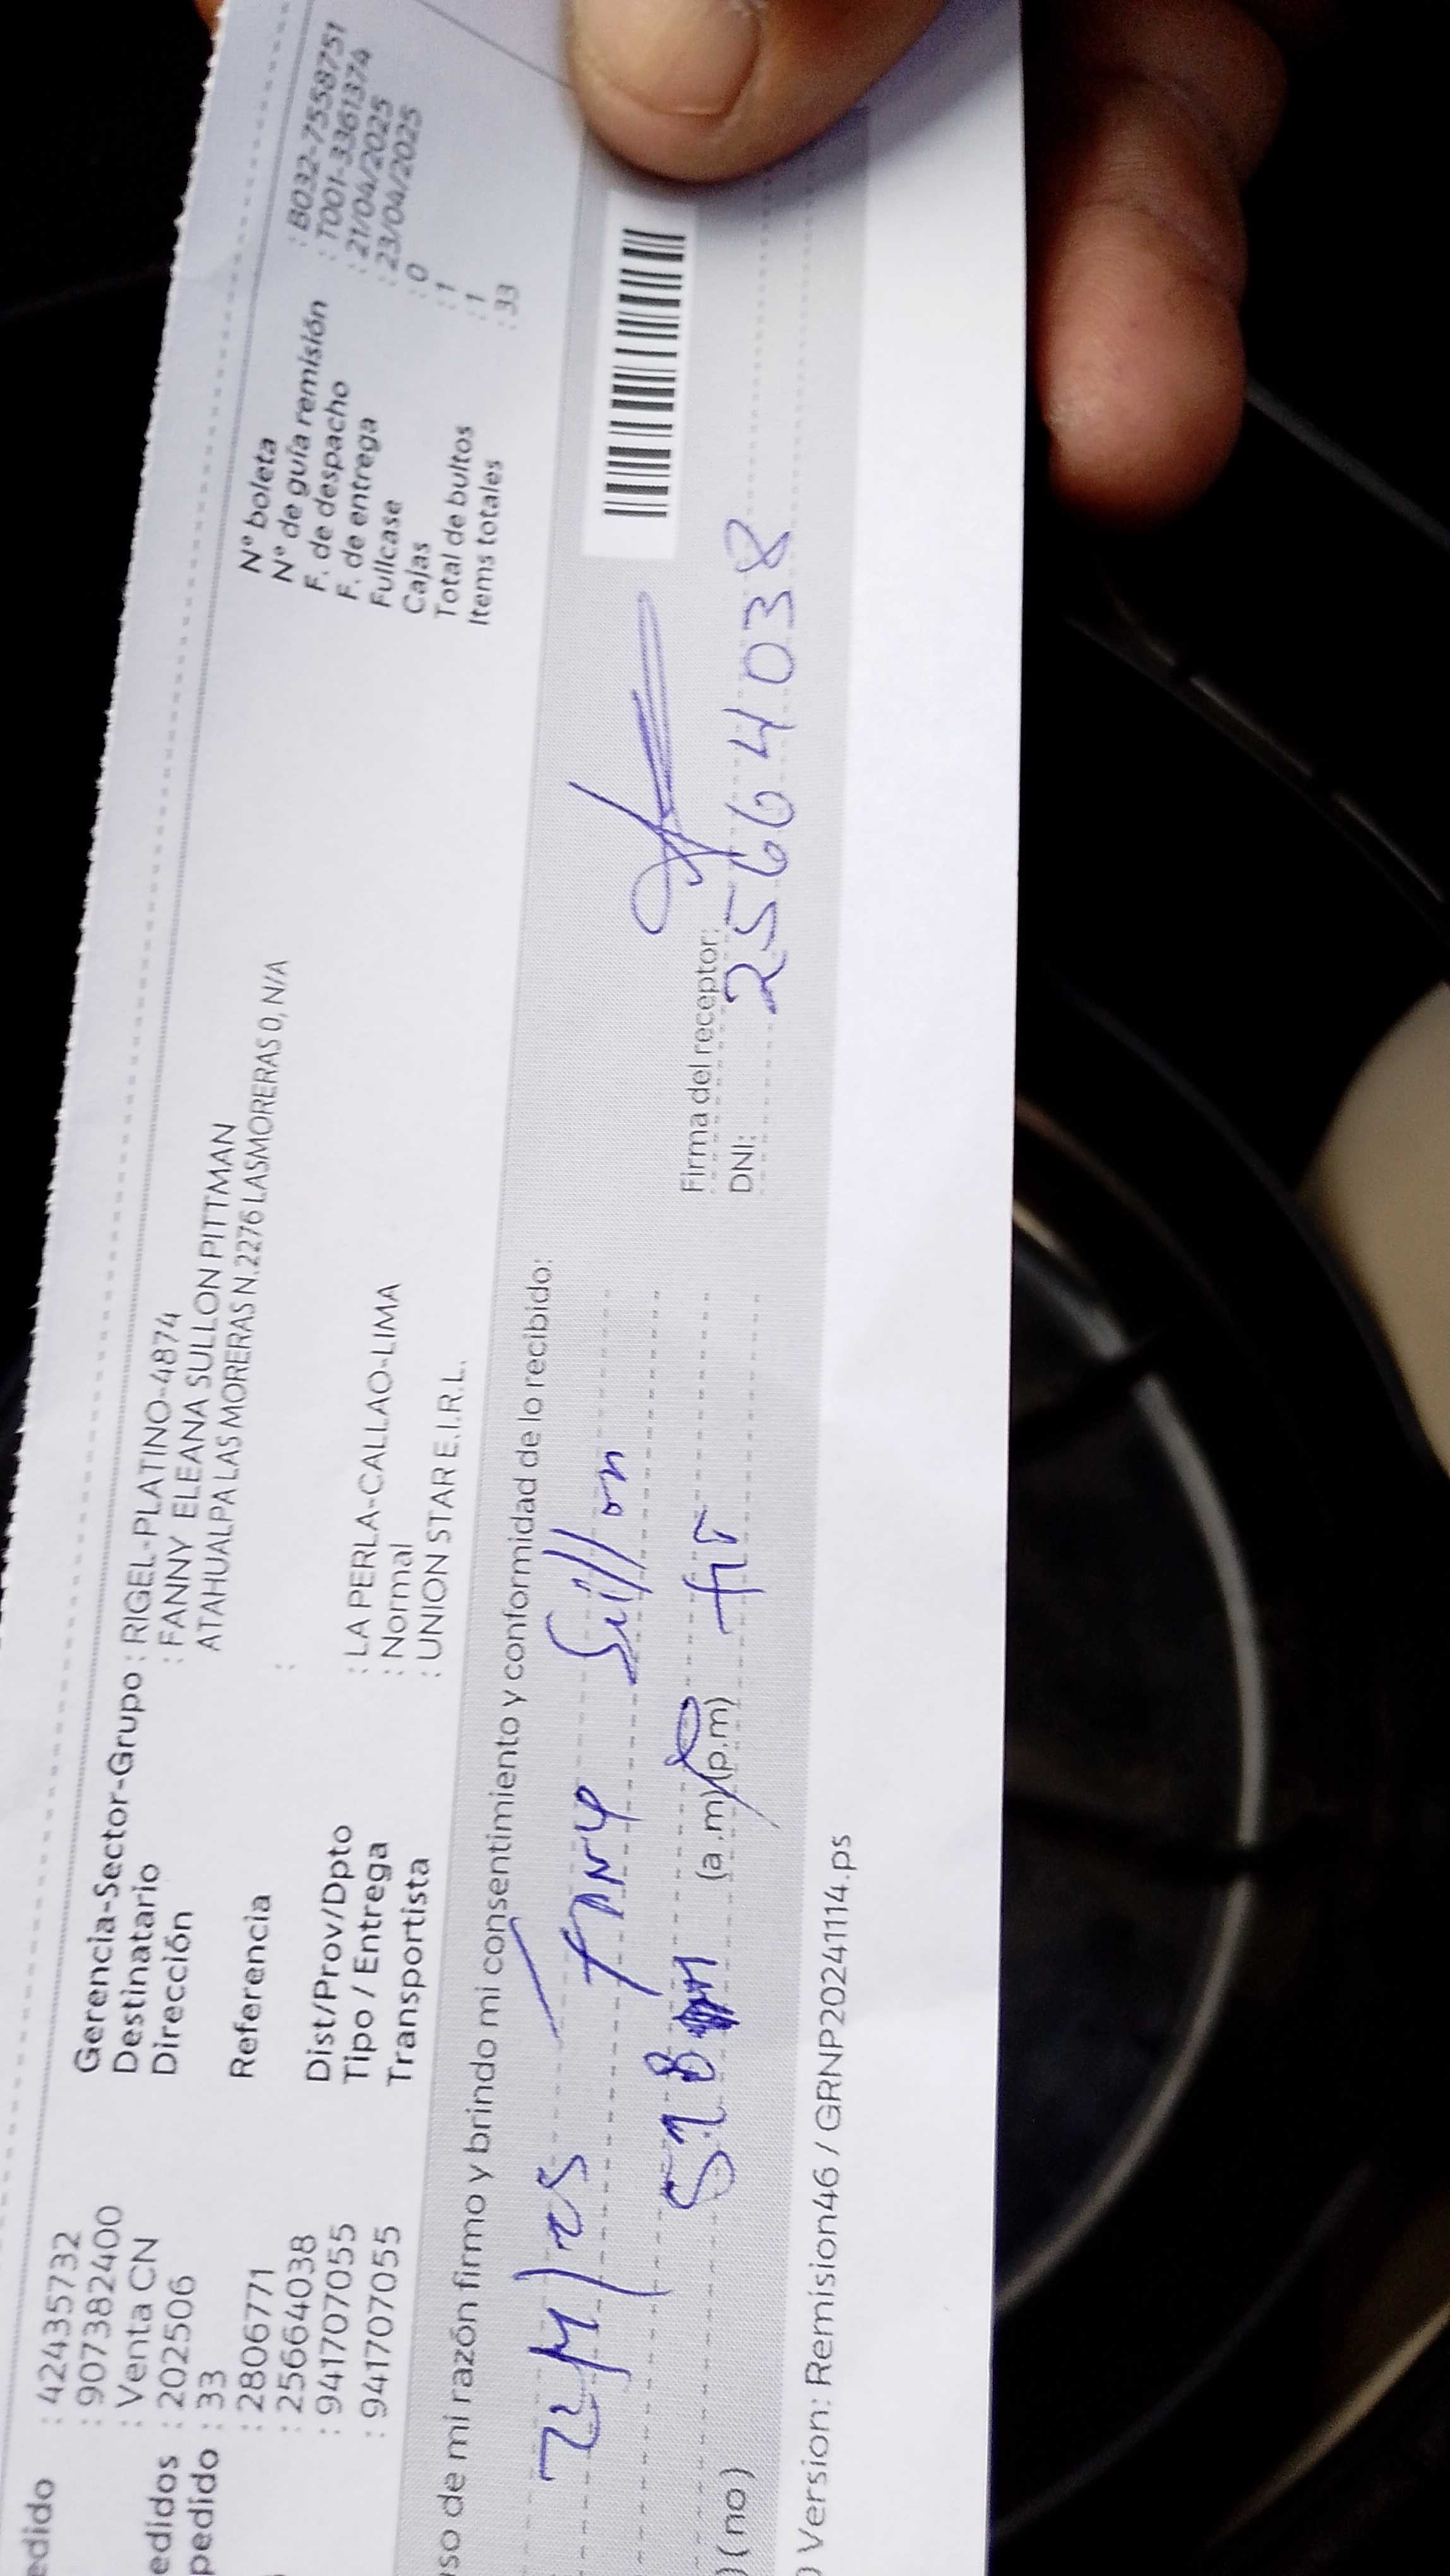 edido : 42435732
: 907382400
: Venta CN
edidos : 202506
pedido : 33
: 2806771
: 25664038
: 941707055
: 941707055
Gerencia-Sector-Grupo : RIGEL-PLATINO-4874
Destinatario : FANNY ELEANA SULLON PITTMAN
Dirección ATAHUALPA LAS MORERAS N.2276 LASMORERAS 0, N/A
Referencia :
Dist/Prov/Dpto : LA PERLA-CALLAO-LIMA
Tipo / Entrega : Normal
Transportista : UNION STAR E.I.R.L.
N° boleta : B032-75587551
N° de guía remisión : T001-3361374
F. de despacho : 21/04/2025
F. de entrega : 23/04/2025
Fullcase : 0
Cajas : 1
Total de bultos : 1
Items totales : 33
so de mi razón firmo y brindo mi consentimiento y conformidad de lo recibido:
Sullon
(a.m) (p.m)
Firma del receptor:
) (no) DNI: 25664038
) Version: Remision46 / GRNP20241114.ps